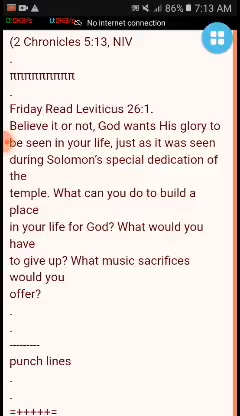 D:0KB/s U:0KB/s No internet connection 86% 7:13 AM
(2 Chronicles 5:13, NIV
.
πππππππππππ
.
Friday Read Leviticus 26:1.
Believe it or not, God wants His glory to
be seen in your life, just as it was seen
during Solomon's special dedication of
the
temple. What can you do to build a
place
in your life for God? What would you
have
to give up? What music sacrifices
would you
offer?
.
.
---------
punch lines
.
.
=+++++=